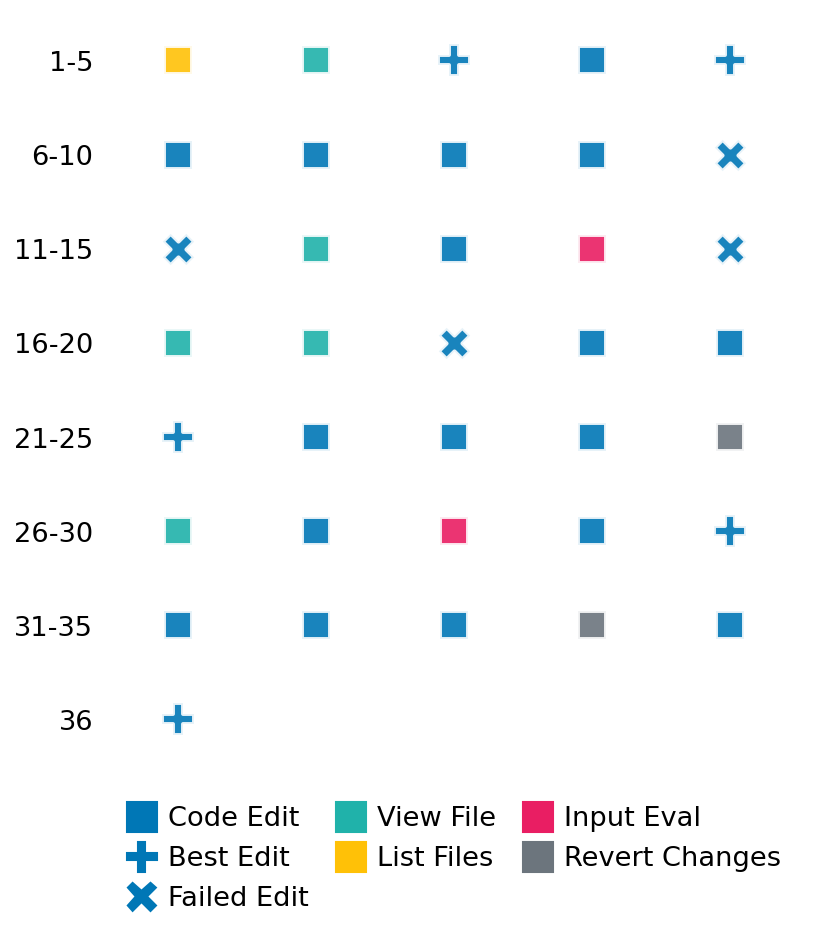 1-5
6-10
11-15
16-20
21-25
26-30
31-35
36
Code Edit View File Input Eval
Best Edit List Files Revert Changes
Failed Edit